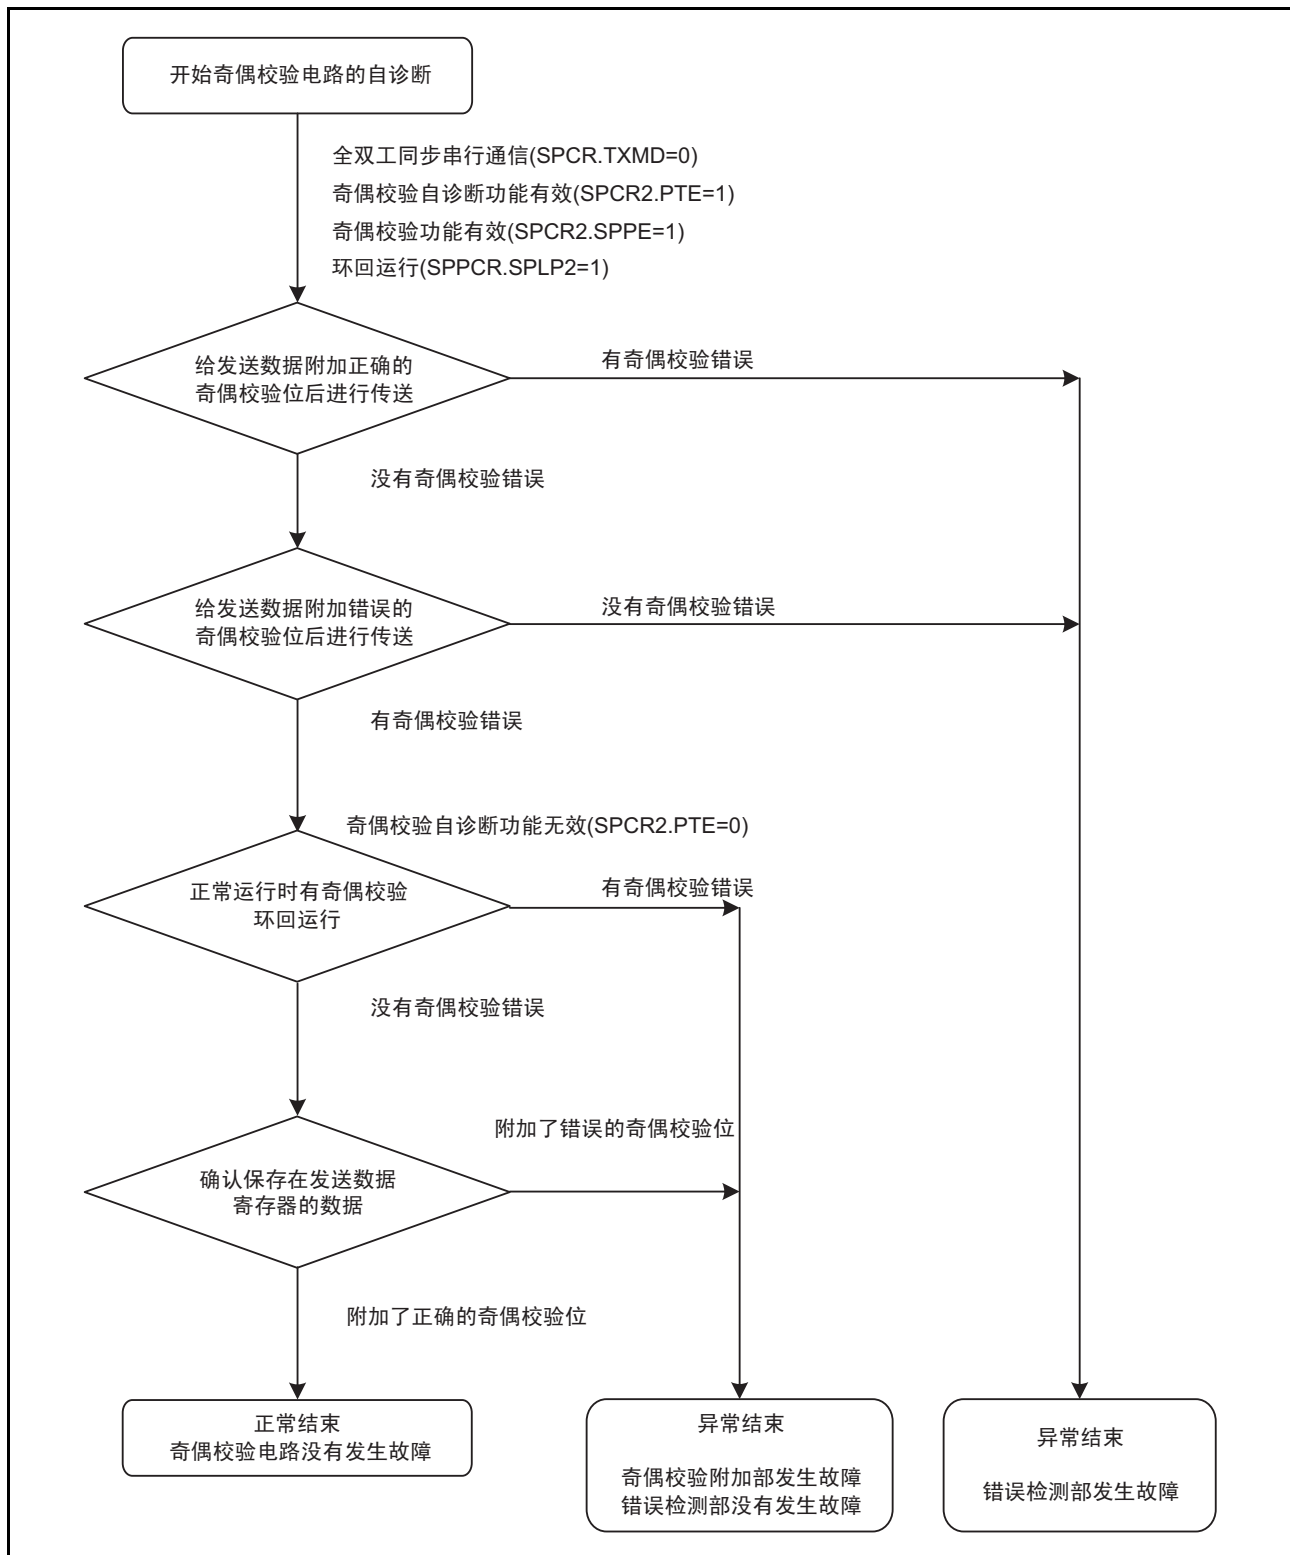 开始奇偶校验电路的自诊断
全双工同步串行通信(SPCR.TXMD=0)
奇偶校验自诊断功能有效(SPCR2.PTE=1)
奇偶校验功能有效(SPCR2.SPPE=1)
环回运行(SPPCR.SPLP2=1)
给发送数据附加正确的
奇偶校验位后进行传送
有奇偶校验错误
没有奇偶校验错误
给发送数据附加错误的
奇偶校验位后进行传送
没有奇偶校验错误
有奇偶校验错误
奇偶校验自诊断功能无效(SPCR2.PTE=0)
正常运行时有奇偶校验
环回运行
有奇偶校验错误
没有奇偶校验错误
附加了错误的奇偶校验位
确认保存在发送数据
寄存器的数据
附加了正确的奇偶校验位
正常结束
奇偶校验电路没有发生故障
异常结束
奇偶校验附加部发生故障
错误检测部没有发生故障
异常结束
错误检测部发生故障